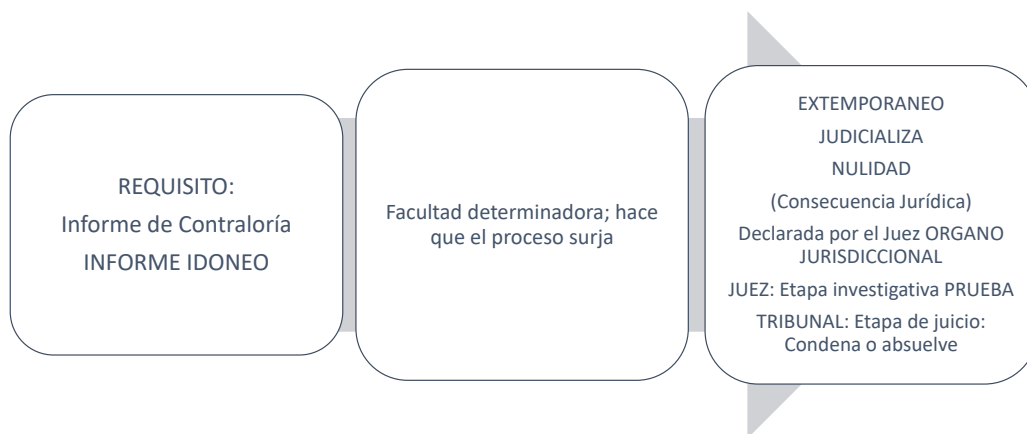 REQUISITO:
Informe de Contraloría
INFORME IDONEO
Facultad determinadora; hace
que el proceso surja
EXTEMPORANEO
JUDICIALIZA
NULIDAD
(Consecuencia Jurídica)
Declarada por el Juez ORGANO
JURISDICCIONAL
JUEZ: Etapa investigativa PRUEBA
TRIBUNAL: Etapa de juicio:
Condena o absuelve